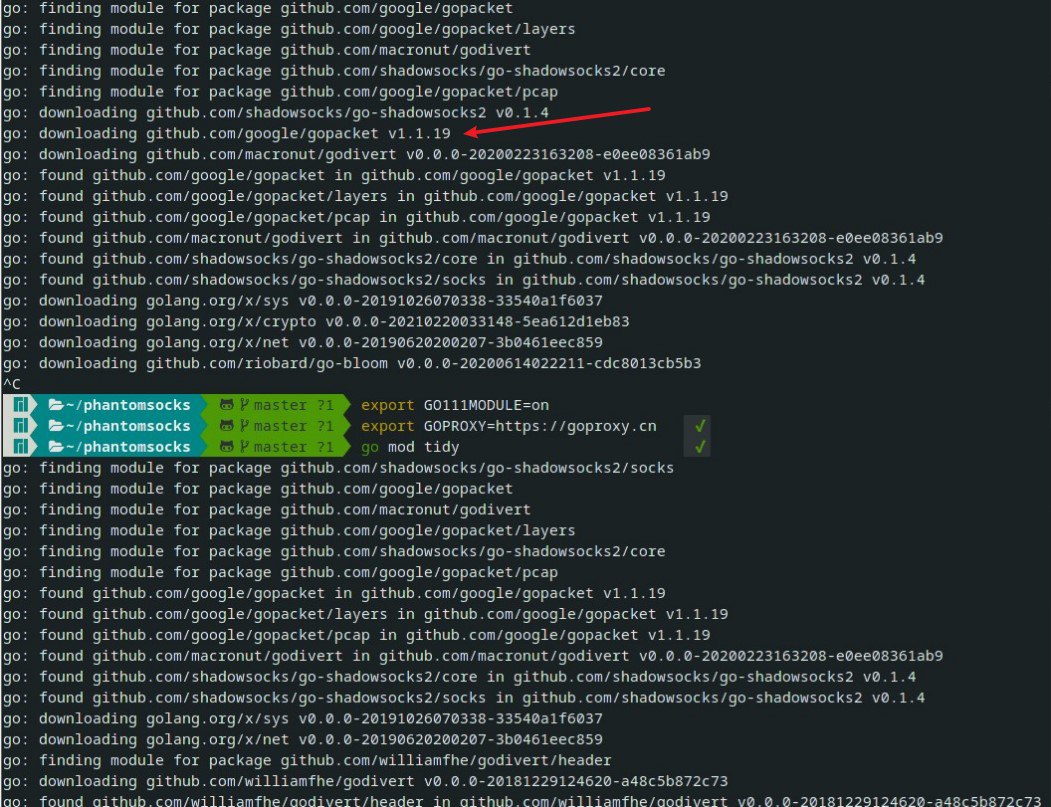 go: finding module for package github.com/google/gopacket
go: finding module for package github.com/google/gopacket/layers
go: finding module for package github.com/macronut/godivert
go: finding module for package github.com/shadowsocks/go-shadowsocks2/core
go: finding module for package github.com/google/gopacket/pcap
go: downloading github.com/shadowsocks/go-shadowsocks2 v0.1.4
go: downloading github.com/google/gopacket v1.1.19
go: downloading github.com/macronut/godivert v0.0.0-20200223163208-e0ee08361ab9
go: found github.com/google/gopacket in github.com/google/gopacket v1.1.19
go: found github.com/google/gopacket/layers in github.com/google/gopacket v1.1.19
go: found github.com/google/gopacket/pcap in github.com/google/gopacket v1.1.19
go: found github.com/macronut/godivert in github.com/macronut/godivert v0.0.0-20200223163208-e0ee08361ab9
go: found github.com/shadowsocks/go-shadowsocks2/core in github.com/shadowsocks/go-shadowsocks2 v0.1.4
go: found github.com/shadowsocks/go-shadowsocks2/socks in github.com/shadowsocks/go-shadowsocks2 v0.1.4
go: downloading golang.org/x/sys v0.0.0-20191026070338-33540a1f6037
go: downloading golang.org/x/crypto v0.0.0-20210220033148-5ea612d1eb83
go: downloading golang.org/x/net v0.0.0-20190620200207-3b0461eec859
go: downloading github.com/riobard/go-bloom v0.0.0-20200614022211-cdc8013cb5b3
^C
~/phantomsocks master ?1 export GO111MODULE=on
~/phantomsocks master ?1 export GOPROXY=https://goproxy.cn ✓
~/phantomsocks master ?1 go mod tidy ✓
go: finding module for package github.com/shadowsocks/go-shadowsocks2/socks
go: finding module for package github.com/google/gopacket
go: finding module for package github.com/macronut/godivert
go: finding module for package github.com/google/gopacket/layers
go: finding module for package github.com/shadowsocks/go-shadowsocks2/core
go: finding module for package github.com/google/gopacket/pcap
go: found github.com/google/gopacket in github.com/google/gopacket v1.1.19
go: found github.com/google/gopacket/layers in github.com/google/gopacket v1.1.19
go: found github.com/google/gopacket/pcap in github.com/google/gopacket v1.1.19
go: found github.com/macronut/godivert in github.com/macronut/godivert v0.0.0-20200223163208-e0ee08361ab9
go: found github.com/shadowsocks/go-shadowsocks2/core in github.com/shadowsocks/go-shadowsocks2 v0.1.4
go: found github.com/shadowsocks/go-shadowsocks2/socks in github.com/shadowsocks/go-shadowsocks2 v0.1.4
go: downloading golang.org/x/sys v0.0.0-20191026070338-33540a1f6037
go: downloading golang.org/x/net v0.0.0-20190620200207-3b0461eec859
go: finding module for package github.com/williamfhe/godivert/header
go: downloading github.com/williamfhe/godivert v0.0.0-20181229124620-a48c5b872c73
go: found github.com/williamfhe/godivert/header in github.com/williamfhe/godivert v0.0.0-20181229124620-a48c5b872c73